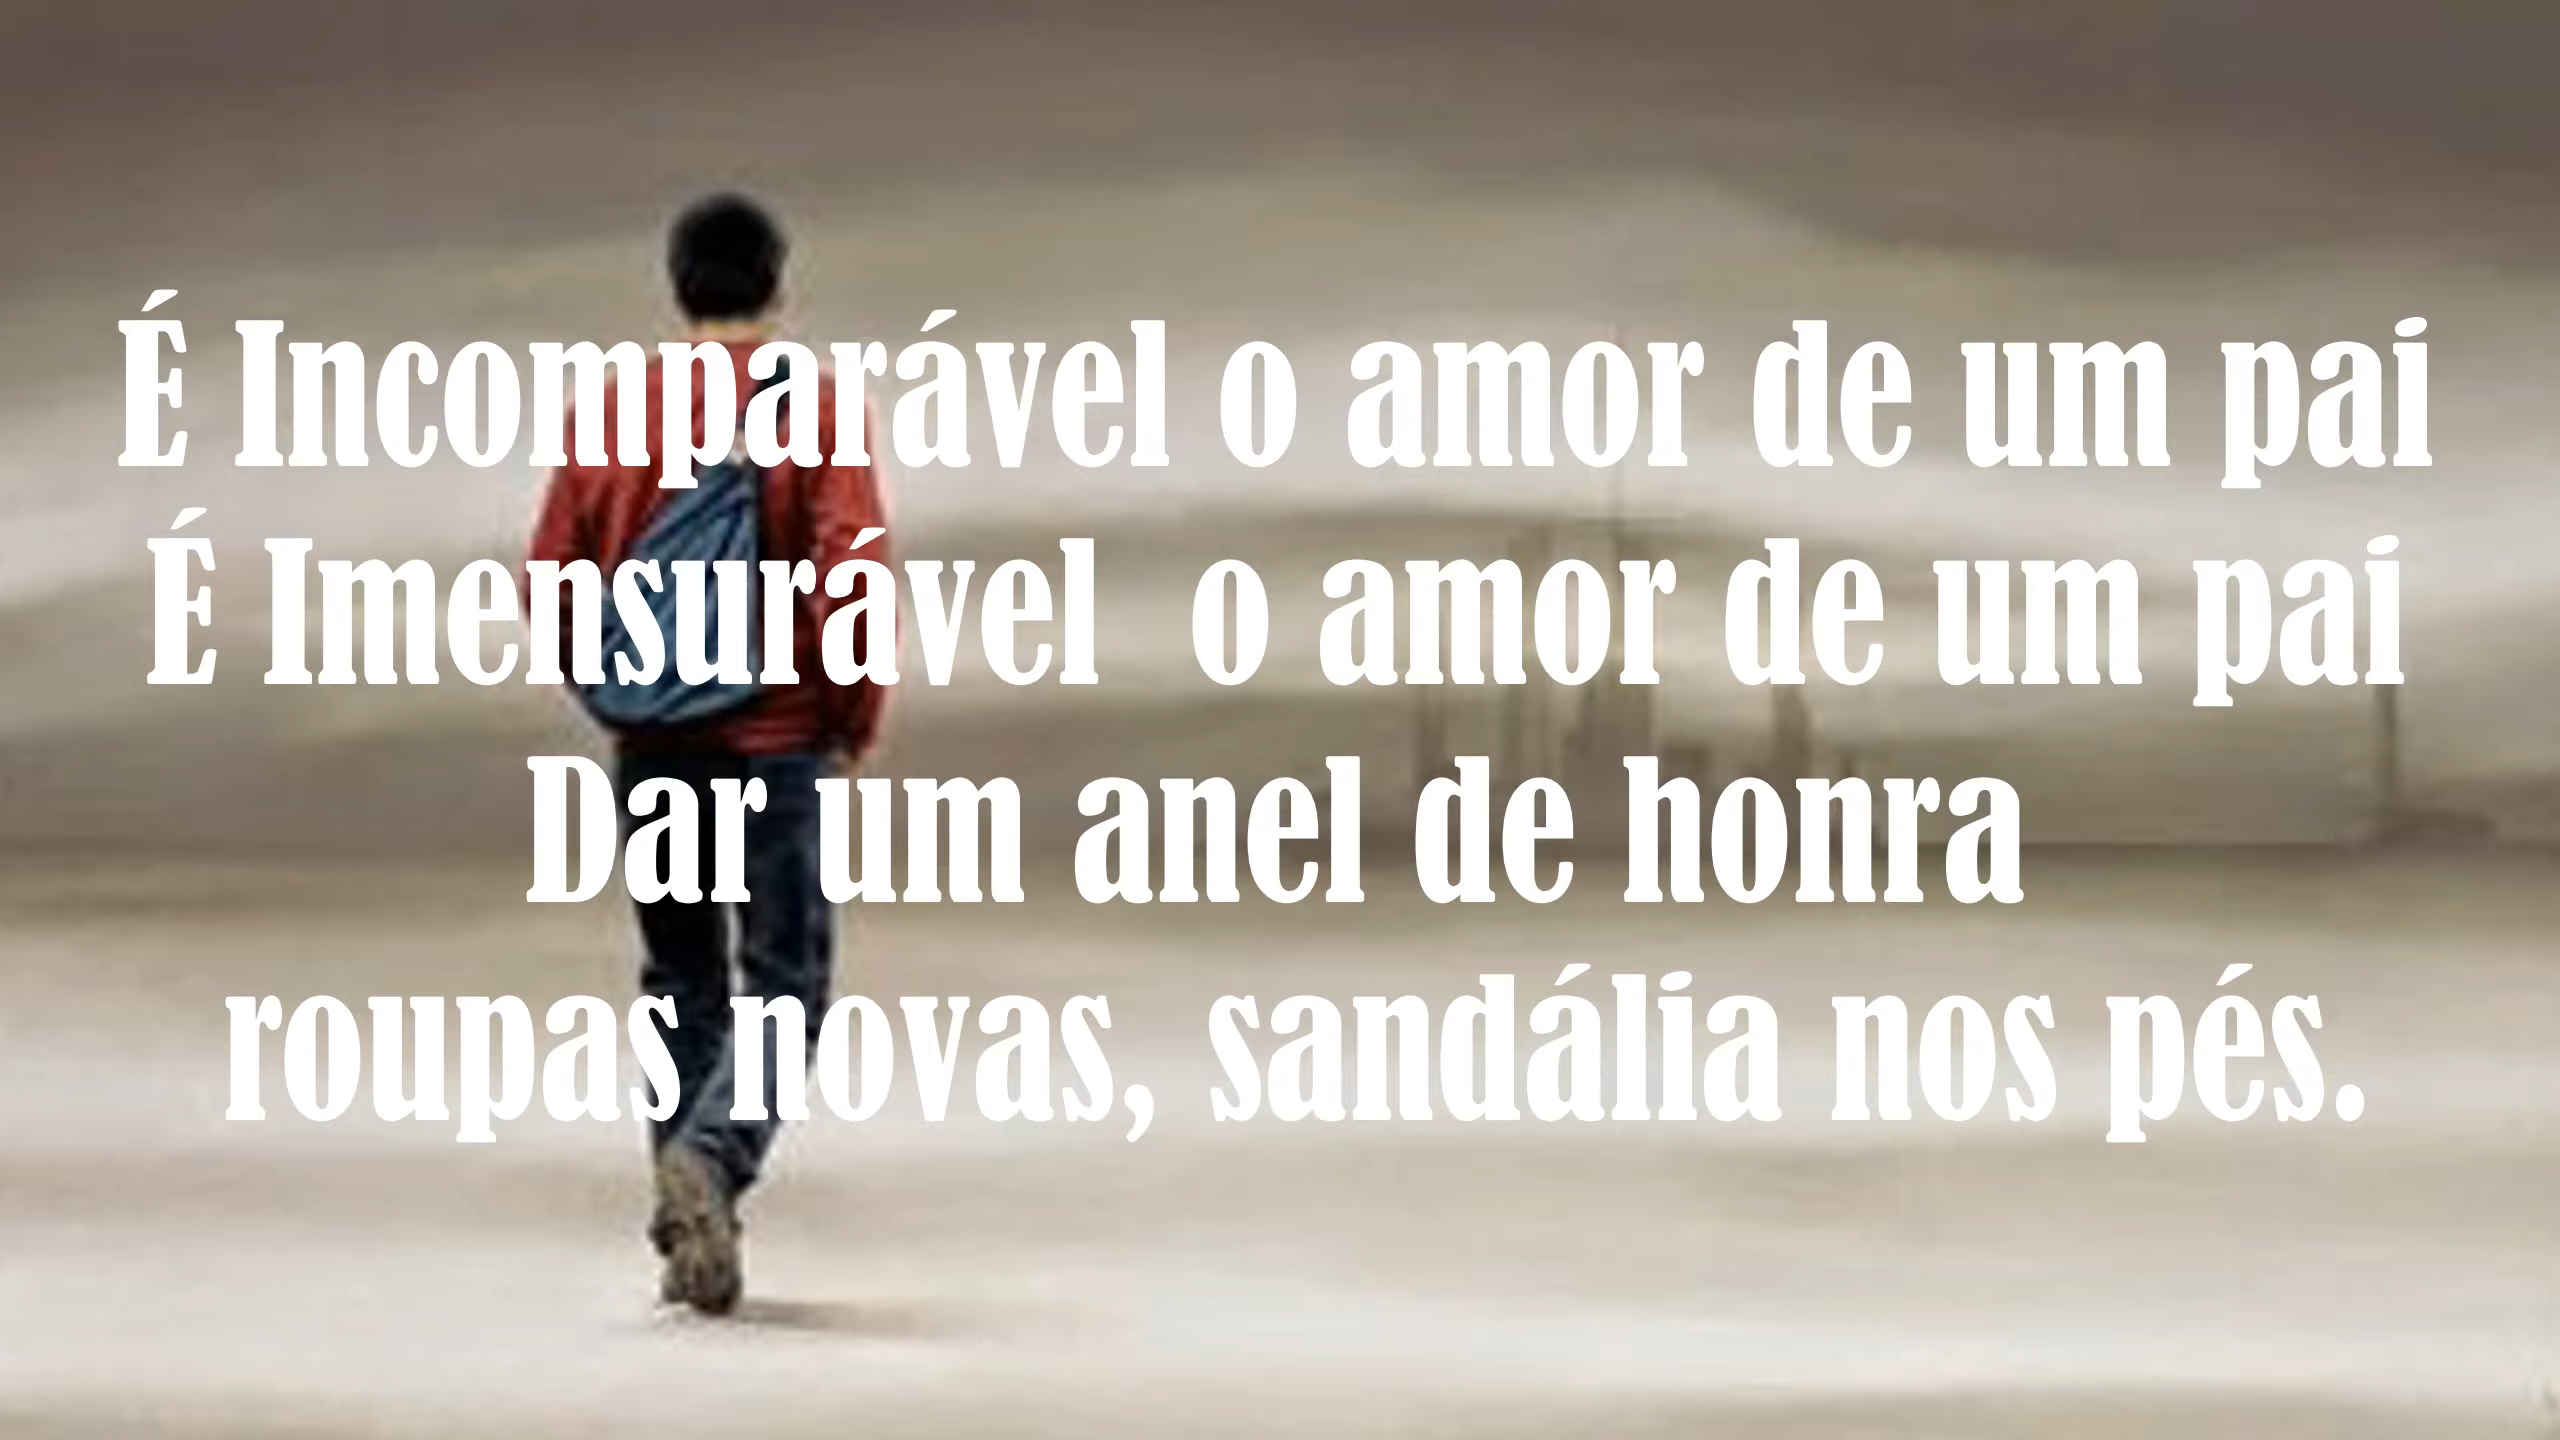 É Incomparável o amor de um pai
É Imensurável  o amor de um pai
Dar um anel de honra
roupas novas, sandália nos pés.